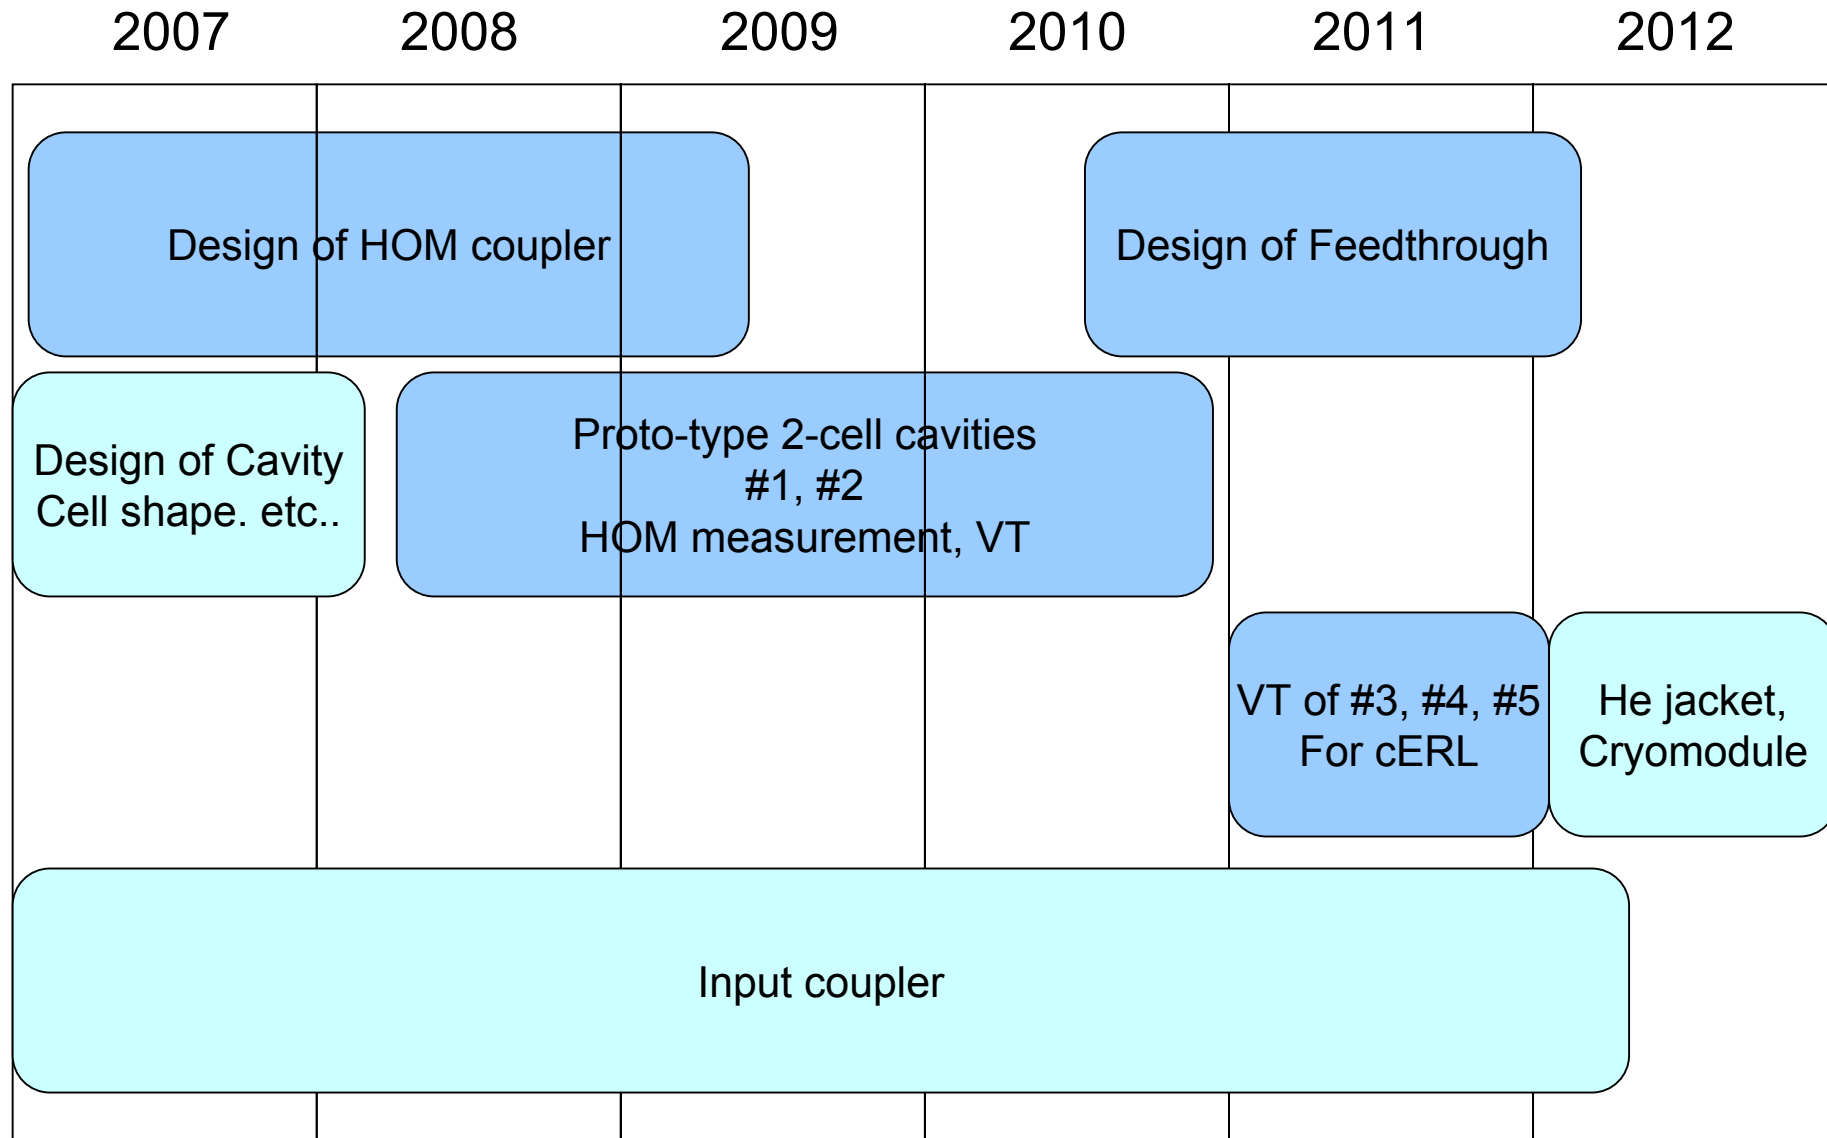 2007 2008 2009 2010 2011 2012
Design of HOM coupler
Design of Feedthrough
Design of Cavity
Cell shape. etc..
Proto-type 2-cell cavities
#1, #2
HOM measurement, VT
VT of #3, #4, #5
For cERL
He jacket,
Cryomodule
Input coupler